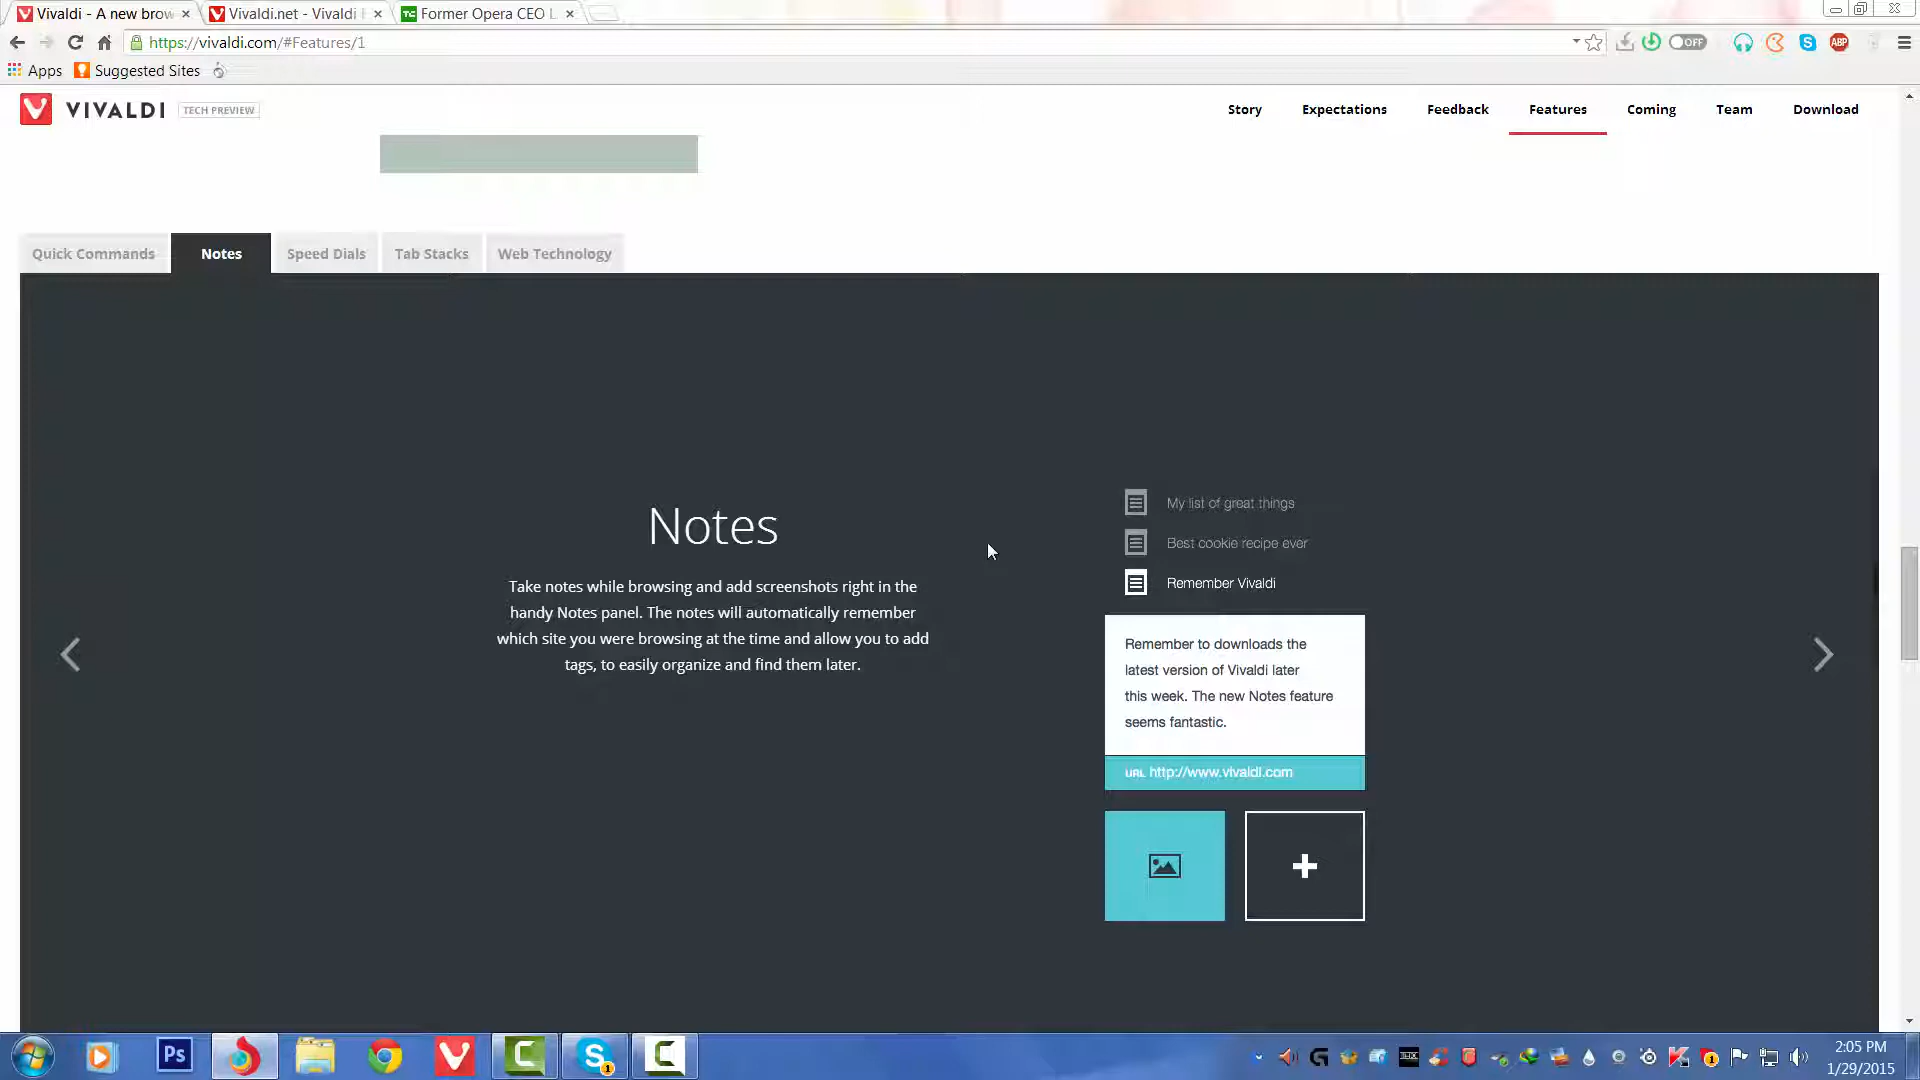 Vivaldi - A new brow
Vivaldi.net - Vivaldi
Former Opera CEO L
https://vivaldi.com/#Features/1
OFF
ABP
Apps
Suggested Sites
VIVALDI
TECH PREVIEW
Story
Expectations
Feedback
Features
Coming
Team
Download
Quick Commands
Notes
Speed Dials
Tab Stacks
Web Technology
Notes
Take notes while browsing and add screenshots right in the
handy Notes panel. The notes will automatically remember
which site you were browsing at the time and allow you to add
tags, to easily organize and find them later.
My list of great things
Best cookie recipe ever
Remember Vivaldi
Remember to downloads the
latest version of Vivaldi later
this week. The new Notes feature
seems fantastic.
URL http://www.vivaldi.com
Ps
2:05 PM
1/29/2015